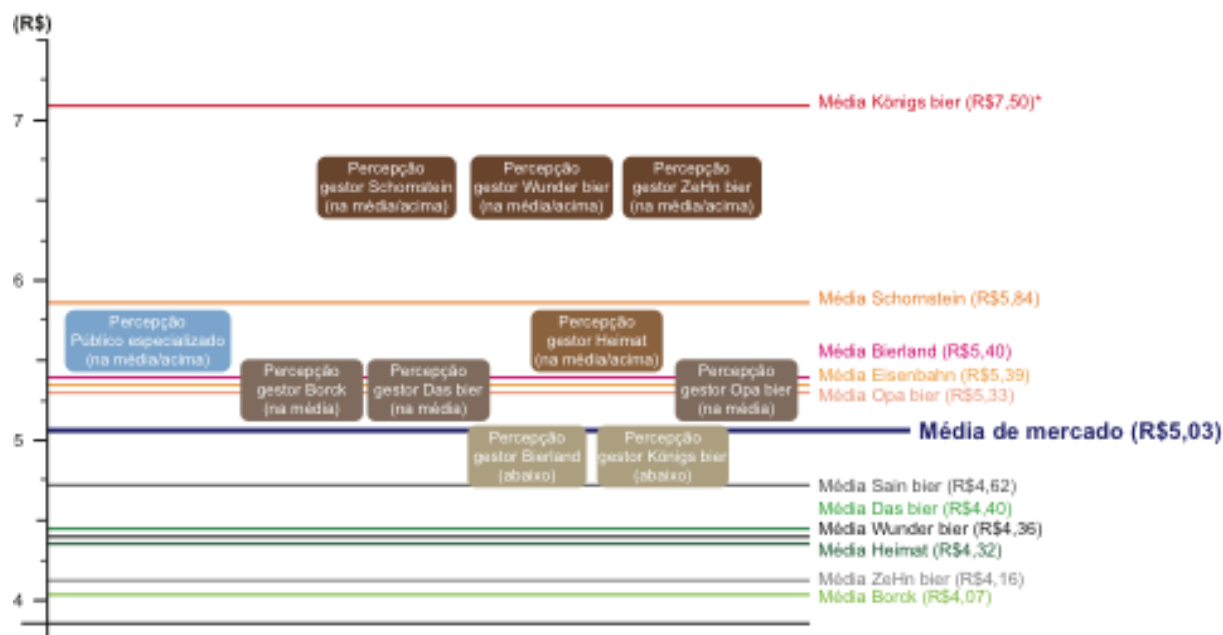 (R$)
7
6
5
4
Média Königs bier (R$7,50)*
Percepção
gestor Schornstein
(na média/acima)
Percepção
gestor Wunder bier
(na média/acima)
Percepção
gestor ZeHn bier
(na média/acima)
Média Schornstein (R$5,84)
Percepção
Público especializado
(na média/acima)
Percepção
gestor Heimat
(na média/acima)
Percepção
gestor Borck
(na média)
Percepção
gestor Das bier
(na média)
Percepção
gestor Opa bier
(na média)
Média Bierland (R$5,40)
Média Eisenbahn (R$5,39)
Média Opa bier (R$5,33)
Média de mercado (R$5,03)
Percepção
gestor Bierland
(abaixo)
Percepção
gestor Königs bier
(abaixo)
Média Sain bier (R$4,62)
Média Das bier (R$4,40)
Média Wunder bier (R$4,36)
Média Heimat (R$4,32)
Média ZeHn bier (R$4,16)
Média Borck (R$4,07)